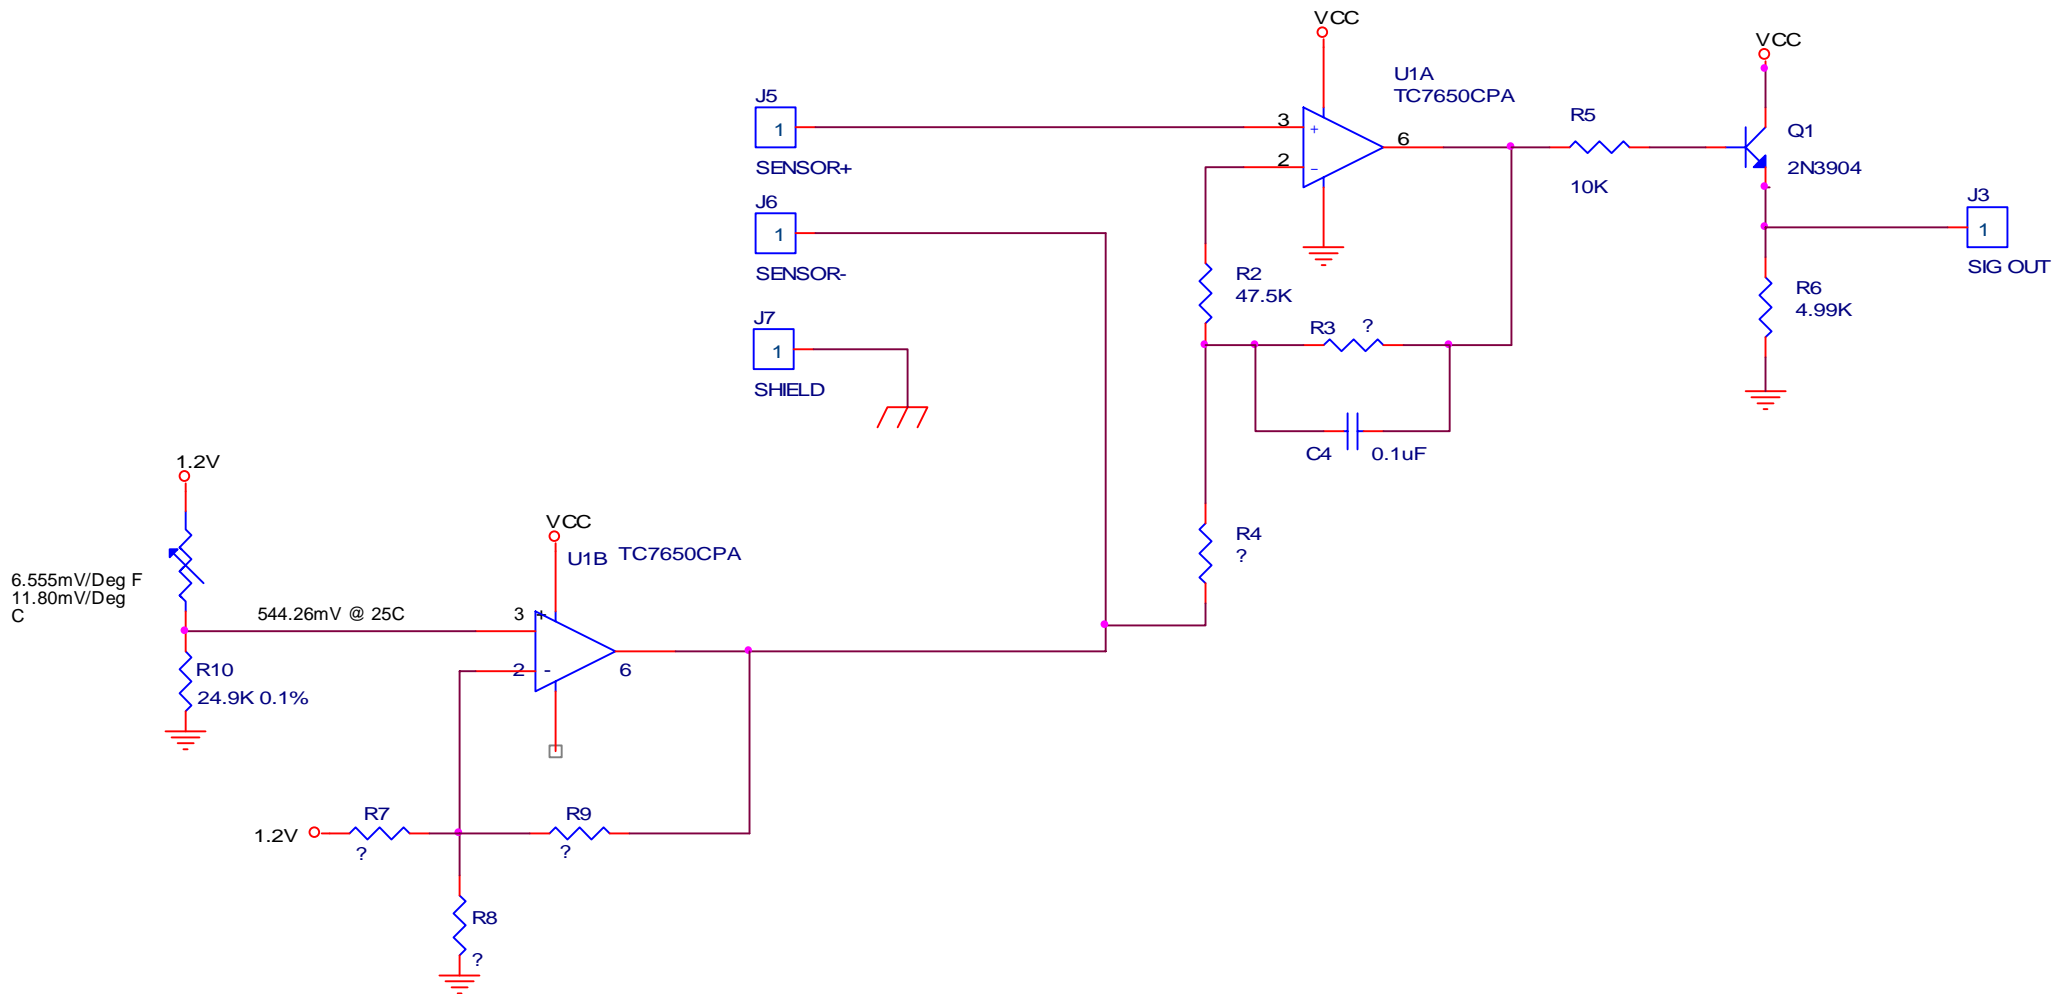 VCC
VCC
U1A
TC7650CPA
J5
1
SENSOR+
3
+
2
-
6
R5
10K
Q1
2N3904
J6
1
SENSOR-
J3
1
SIG OUT
R2
47.5K
R6
4.99K
J7
1
SHIELD
R3
?
C4
0.1uF
1.2V
VCC
U1B
TC7650CPA
R4
?
6.555mV/Deg F
11.80mV/Deg
C
544.26mV @ 25C
3
+
2
-
6
R10
24.9K 0.1%
R7
?
R9
?
1.2V
R8
?